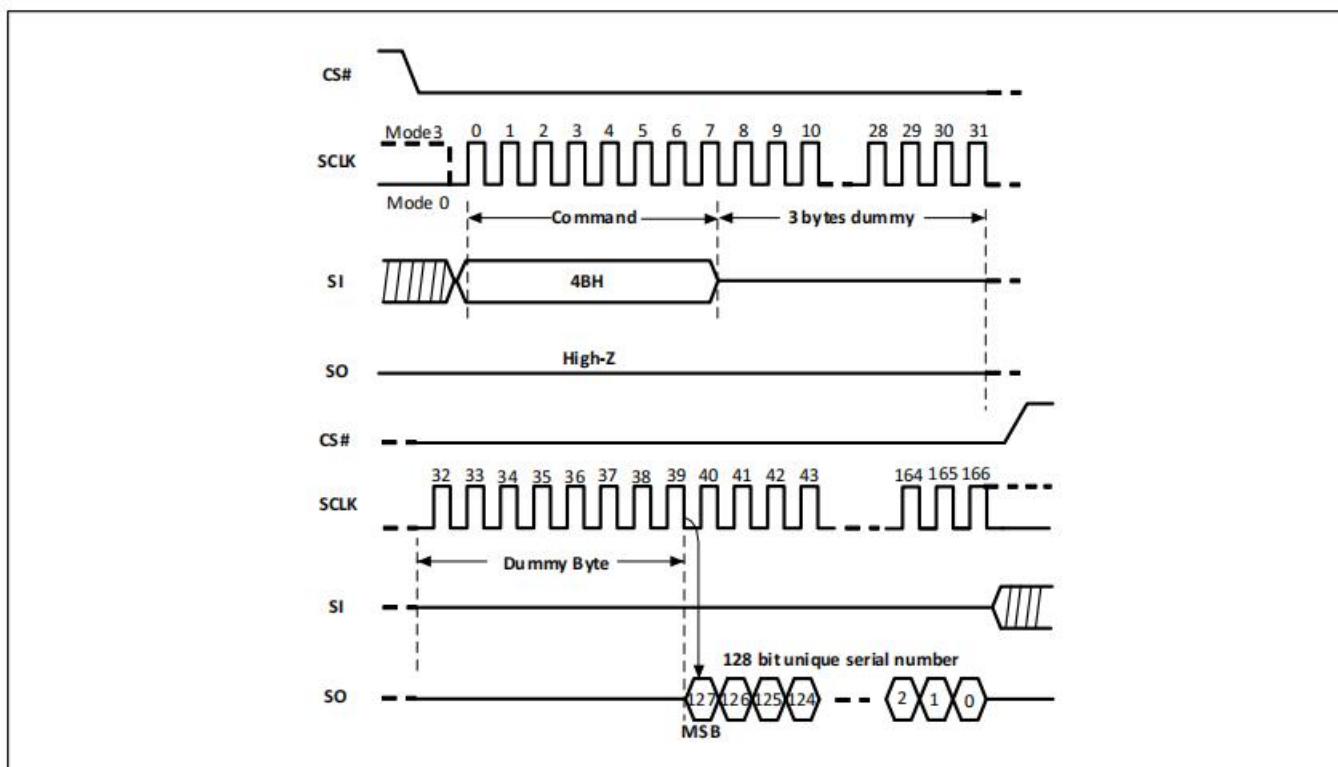 CS#
Mode3 0 1 2 3 4 5 6 7 8 9 10 28 29 30 31
SCLK
Mode 0
Command 3 bytes dummy
SI 4BH
High-Z
SO
CS#
32 33 34 35 36 37 38 39 40 41 42 43 164 165 166
SCLK
Dummy Byte
SI
128 bit unique serial number
SO 127 126 125 124 2 1 0
MSB